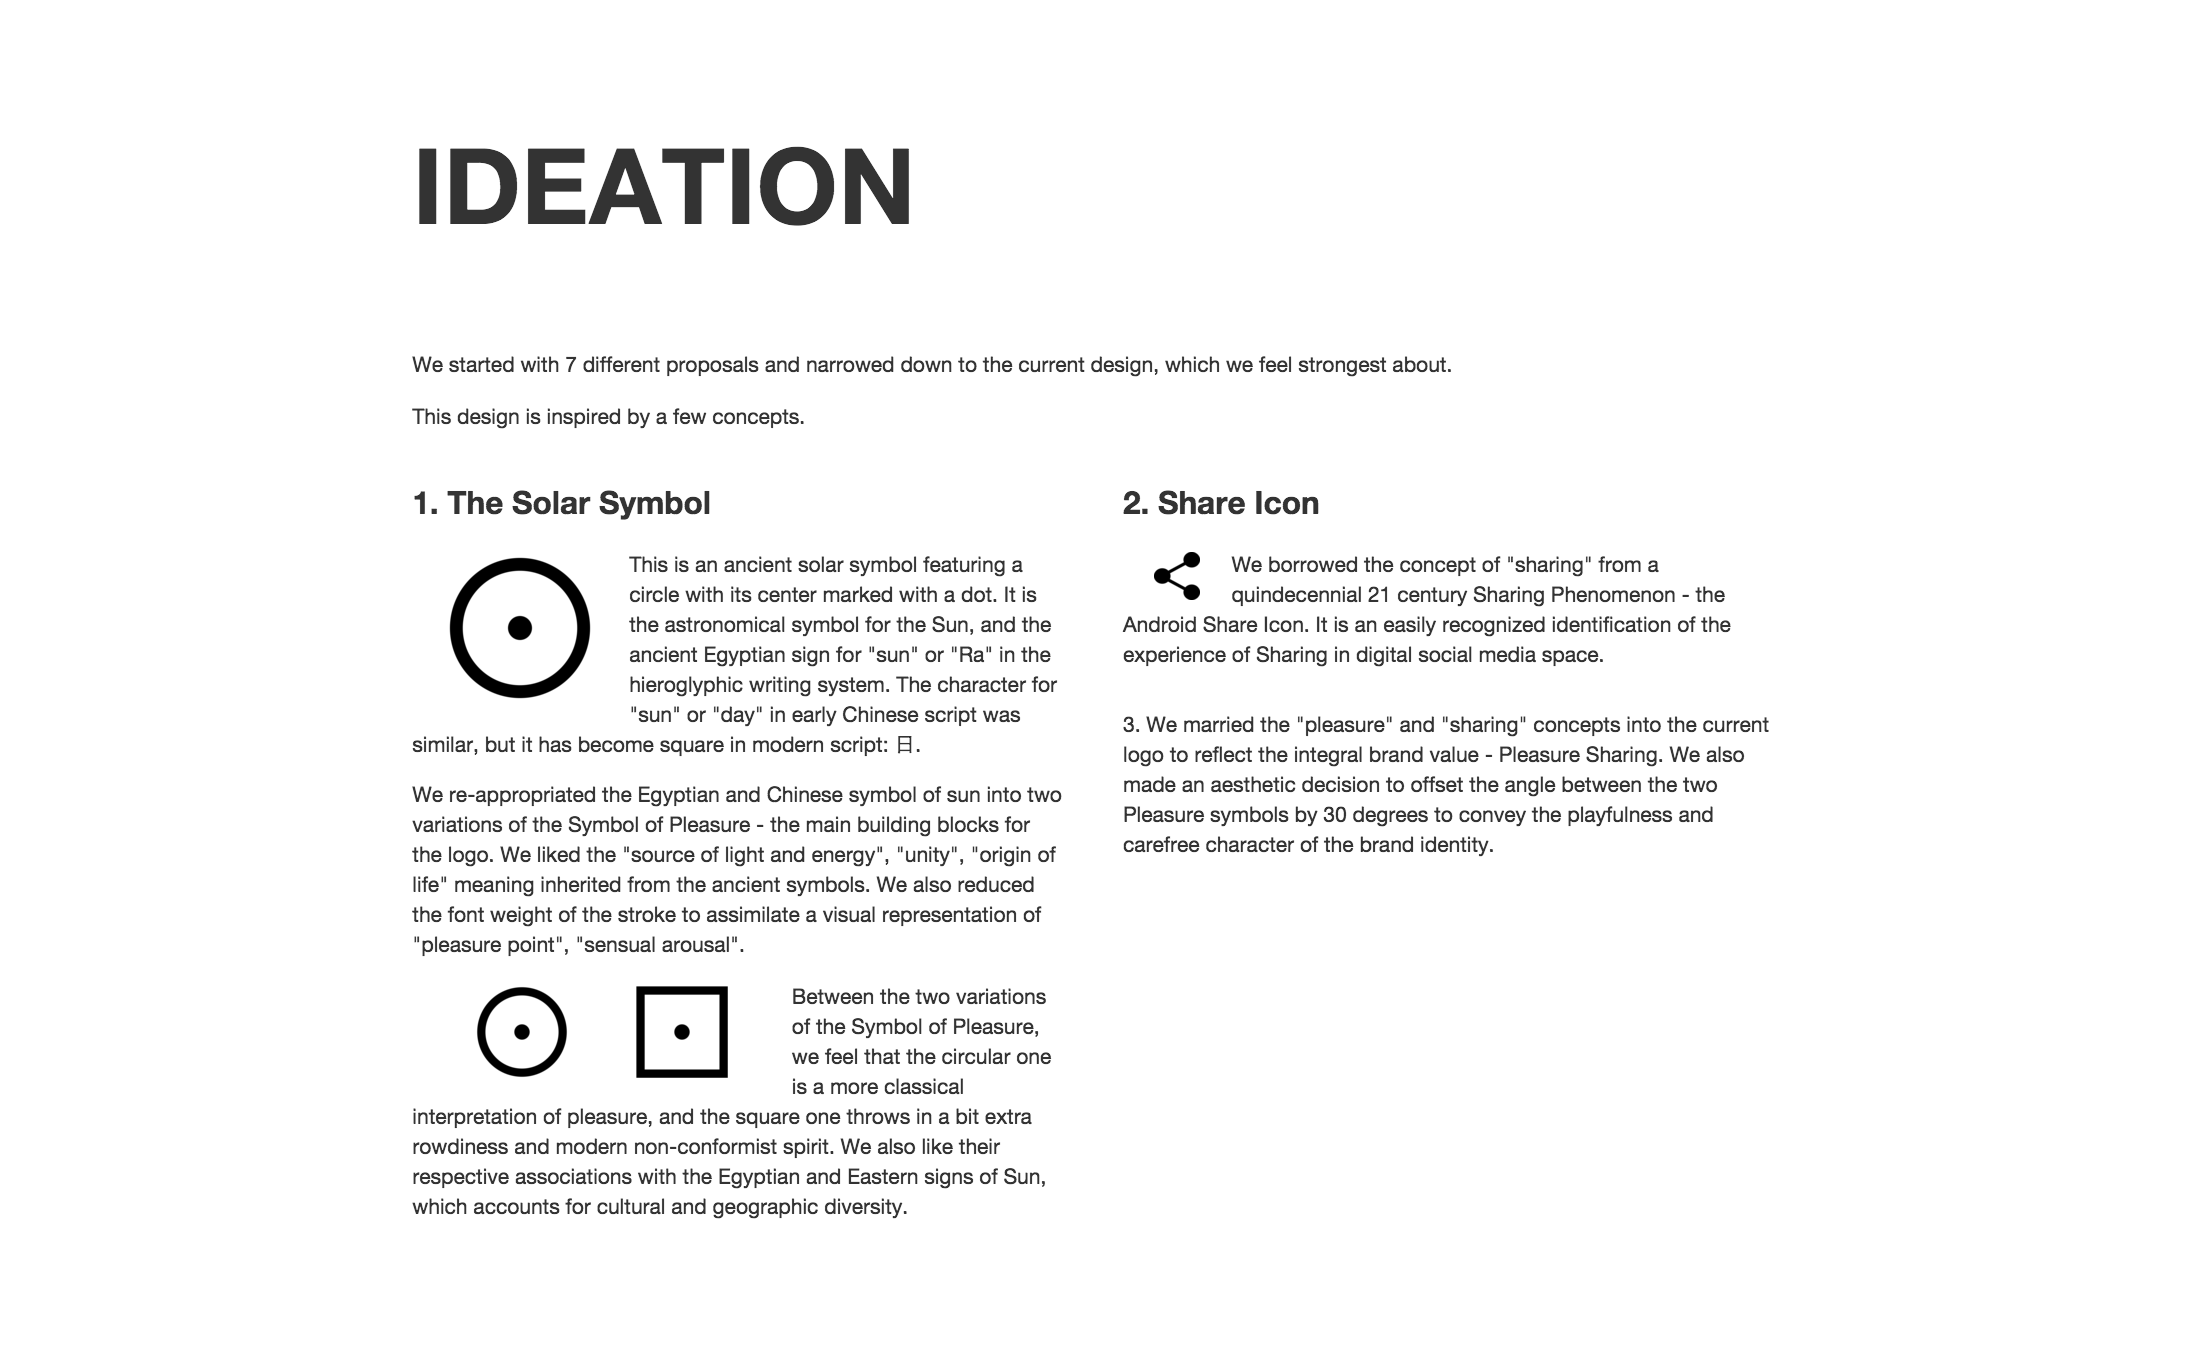 IDEATION
We started with 7 different proposals and narrowed down to the current design, which we feel strongest about.
This design is inspired by a few concepts.
1. The Solar Symbol
This is an ancient solar symbol featuring a
circle with its center marked with a dot. It is
the astronomical symbol for the Sun, and the
ancient Egyptian sign for "sun" or "Ra" in the
hieroglyphic writing system. The character for
"sun" or "day" in early Chinese script was
similar, but it has become square in modern script: 日.
We re-appropriated the Egyptian and Chinese symbol of sun into two
variations of the Symbol of Pleasure - the main building blocks for
the logo. We liked the "source of light and energy", "unity", "origin of
life" meaning inherited from the ancient symbols. We also reduced
the font weight of the stroke to assimilate a visual representation of
"pleasure point", "sensual arousal".
Between the two variations
of the Symbol of Pleasure,
we feel that the circular one
is a more classical
interpretation of pleasure, and the square one throws in a bit extra
rowdiness and modern non-conformist spirit. We also like their
respective associations with the Egyptian and Eastern signs of Sun,
which accounts for cultural and geographic diversity.
2. Share Icon
We borrowed the concept of "sharing" from a
quindecennial 21 century Sharing Phenomenon - the
Android Share Icon. It is an easily recognized identification of the
experience of Sharing in digital social media space.
3. We married the "pleasure" and "sharing" concepts into the current
logo to reflect the integral brand value - Pleasure Sharing. We also
made an aesthetic decision to offset the angle between the two
Pleasure symbols by 30 degrees to convey the playfulness and
carefree character of the brand identity.